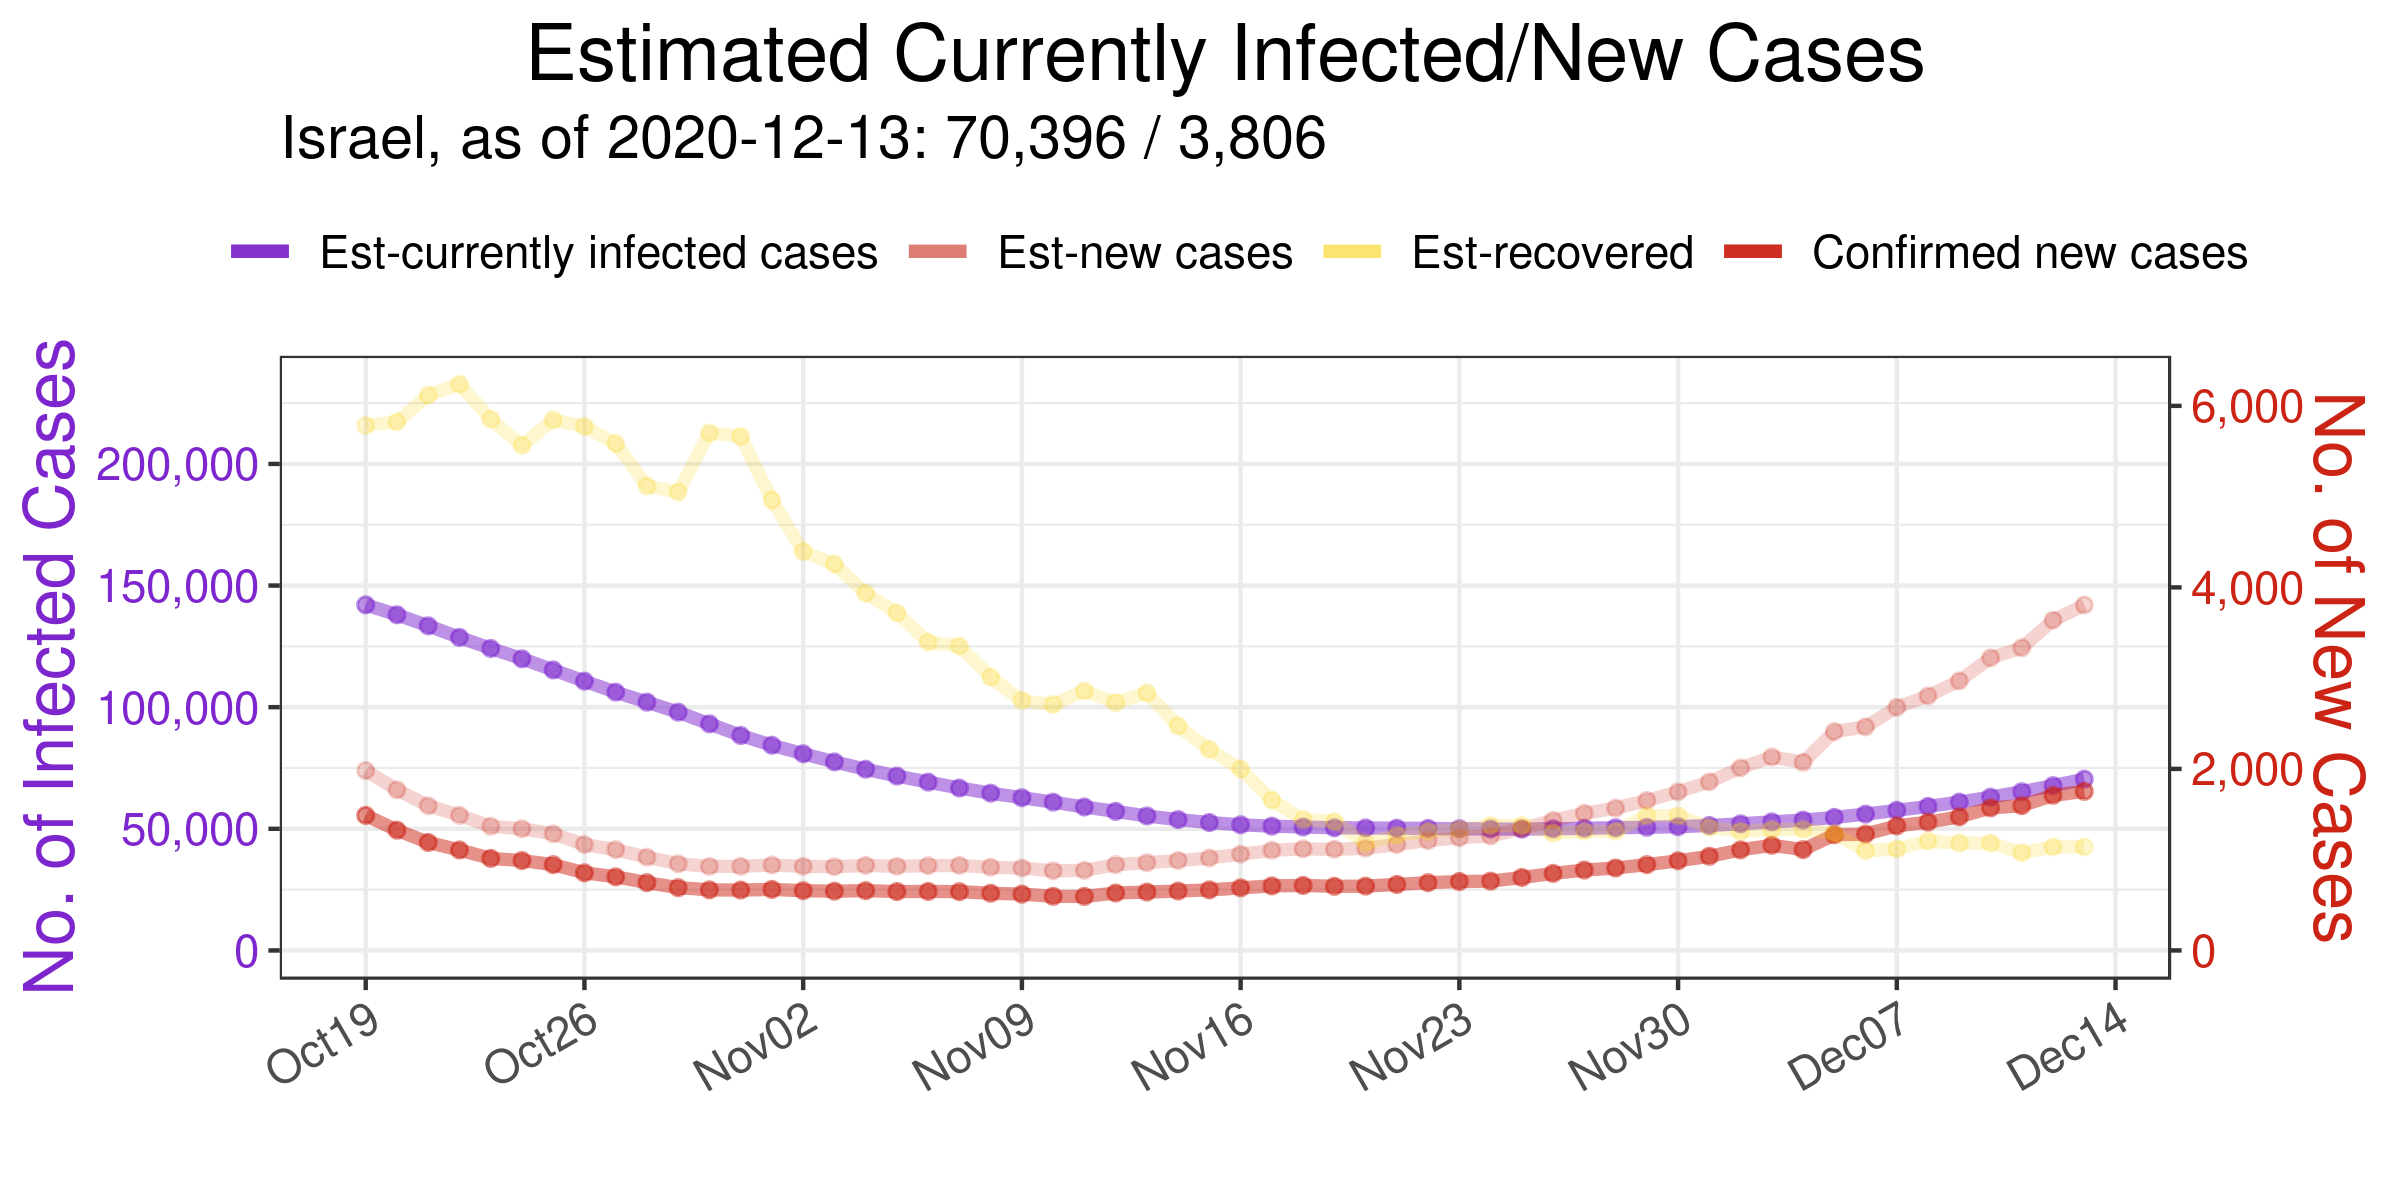 Estimated Currently Infected/New Cases
Israel, as of 2020-12-13: 70,396 / 3,806
Est-currently infected cases Est-new cases Est-recovered Confirmed new cases
No. of Infected Cases
200,000
150,000
100,000
50,000
0
6,000
4,000
2,000
0
No. of New Cases
Oct19 Oct26 Nov02 Nov09 Nov16 Nov23 Nov30 Dec07 Dec14